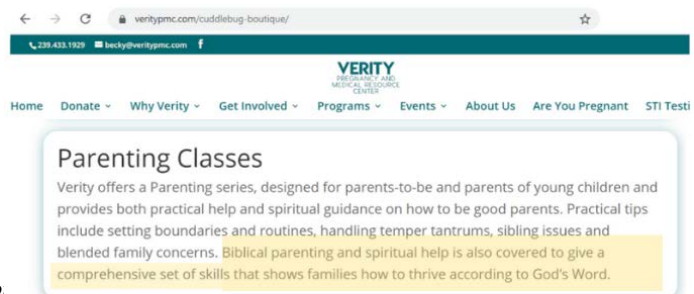 veritypmc.com/cuddlebug-boutique/
239.433.1929 becky@veritypmc.com f
VERITY
PREGNANCY AND
MEDICAL RESOURCE
CENTER
Home Donate Why Verity Get Involved Programs Events About Us Are You Pregnant STI Testi
Parenting Classes
Verity offers a Parenting series, designed for parents-to-be and parents of young children and
provides both practical help and spiritual guidance on how to be good parents. Practical tips
include setting boundaries and routines, handling temper tantrums, sibling issues and
blended family concerns. Biblical parenting and spiritual help is also covered to give a
comprehensive set of skills that shows families how to thrive according to God's Word.